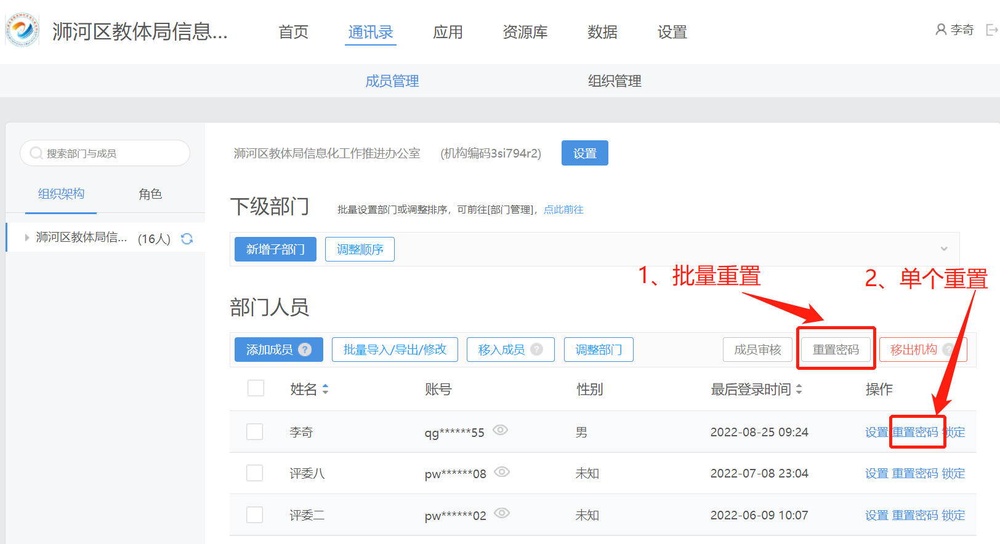 浉河区教体局信息...
首页
通讯录
应用
资源库
数据
设置
李奇
成员管理
组织管理
搜索部门与成员
组织架构
角色
浉河区教体局信... (16人)
浉河区教体局信息化工作推进办公室 (机构编码3si794r2) 设置
下级部门 批量设置部门或调整排序，可前往[部门管理]，点此前往
新增子部门 调整顺序
1、批量重置
2、单个重置
部门人员
添加成员 ? 批量导入/导出/修改 移入成员 ? 调整部门 成员审核 重置密码 移出机构 ?
姓名 账号 性别 最后登录时间 操作
李奇 qg******55 男 2022-08-25 09:24 设置 重置密码 锁定
评委八 pw******08 未知 2022-07-08 23:04 设置 重置密码 锁定
评委二 pw******02 未知 2022-06-09 10:07 设置 重置密码 锁定